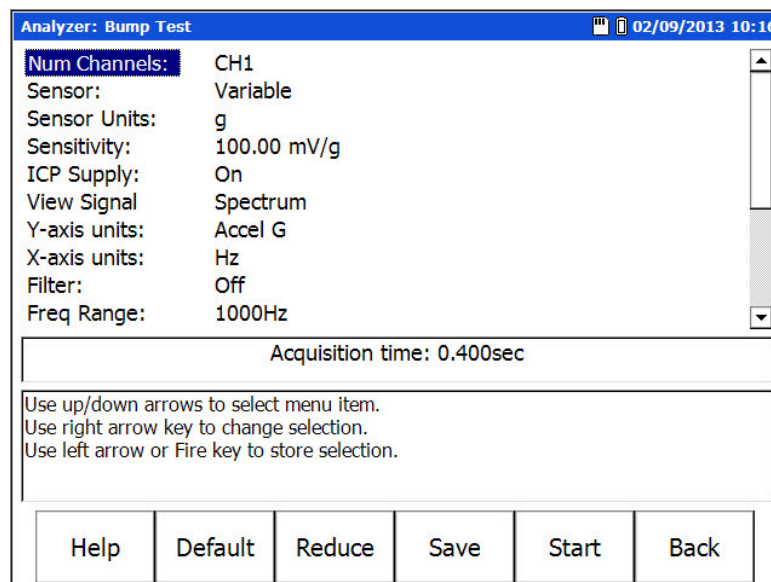 Analyzer: Bump Test 02/09/2013 10:16
Num Channels: CH1
Sensor: Variable
Sensor Units: g
Sensitivity: 100.00 mV/g
ICP Supply: On
View Signal Spectrum
Y-axis units: Accel G
X-axis units: Hz
Filter: Off
Freq Range: 1000Hz
Acquisition time: 0.400sec
Use up/down arrows to select menu item.
Use right arrow key to change selection.
Use left arrow or Fire key to store selection.
Help Default Reduce Save Start Back